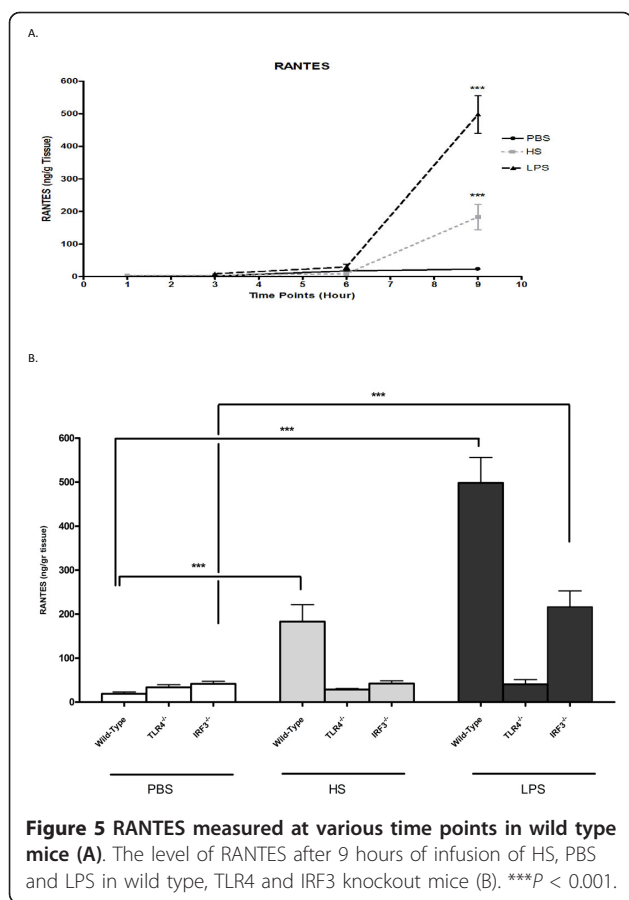 A.
RANTES
600
500
400
300
200
100
0
RANTES (ng/g Tissue)
***
***
PBS
HS
LPS
0 1 2 3 4 5 6 7 8 9 10
Time Points (Hour)
B.
***
***
***
600
500
400
300
200
100
0
RANTES (ng/gr tissue)
Wild-Type TLR4-/- IRF3-/- Wild-Type TLR4-/- IRF3-/- Wild-Type TLR4-/- IRF3-/-
PBS HS LPS
Figure 5 RANTES measured at various time points in wild type
mice (A). The level of RANTES after 9 hours of infusion of HS, PBS
and LPS in wild type, TLR4 and IRF3 knockout mice (B). ***P < 0.001.